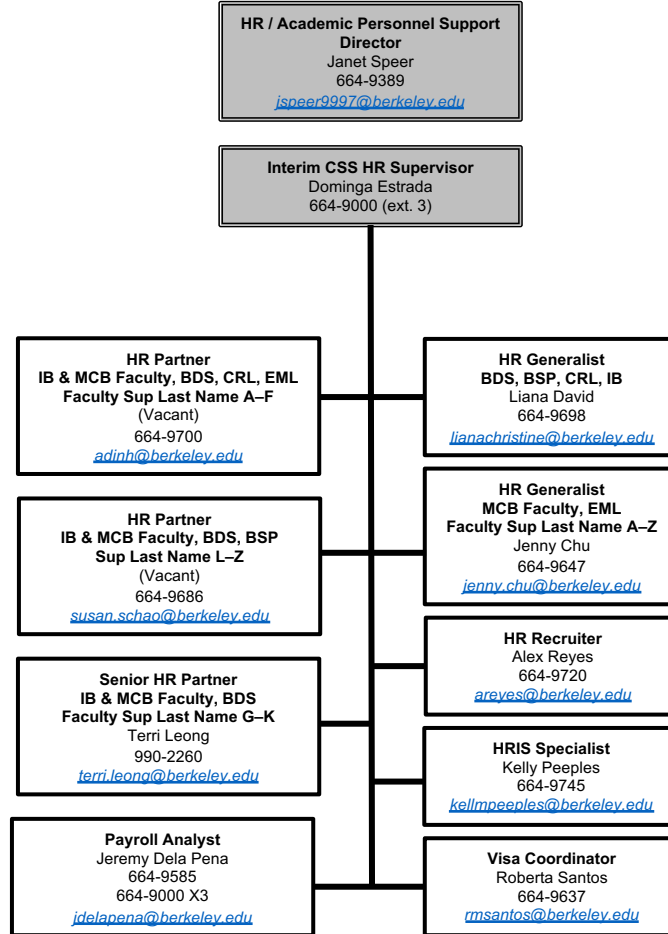 HR / Academic Personnel Support
Director
Janet Speer
664-9389
jspeer9997@berkeley.edu
Interim CSS HR Supervisor
Dominga Estrada
664-9000 (ext. 3)
HR Partner
IB & MCB Faculty, BDS, CRL, EML
Faculty Sup Last Name A–F
(Vacant)
664-9700
adinh@berkeley.edu
HR Generalist
BDS, BSP, CRL, IB
Liana David
664-9698
lianachristine@berkeley.edu
HR Partner
IB & MCB Faculty, BDS, BSP
Sup Last Name L–Z
(Vacant)
664-9686
susan.schao@berkeley.edu
HR Generalist
MCB Faculty, EML
Faculty Sup Last Name A–Z
Jenny Chu
664-9647
jenny.chu@berkeley.edu
HR Recruiter
Alex Reyes
664-9720
areyes@berkeley.edu
Senior HR Partner
IB & MCB Faculty, BDS
Faculty Sup Last Name G–K
Terri Leong
990-2260
terri.leong@berkeley.edu
HRIS Specialist
Kelly Peeples
664-9745
kellmpeeples@berkeley.edu
Payroll Analyst
Jeremy Dela Pena
664-9585
664-9000 X3
jdelapena@berkeley.edu
Visa Coordinator
Roberta Santos
664-9637
rmsantos@berkeley.edu